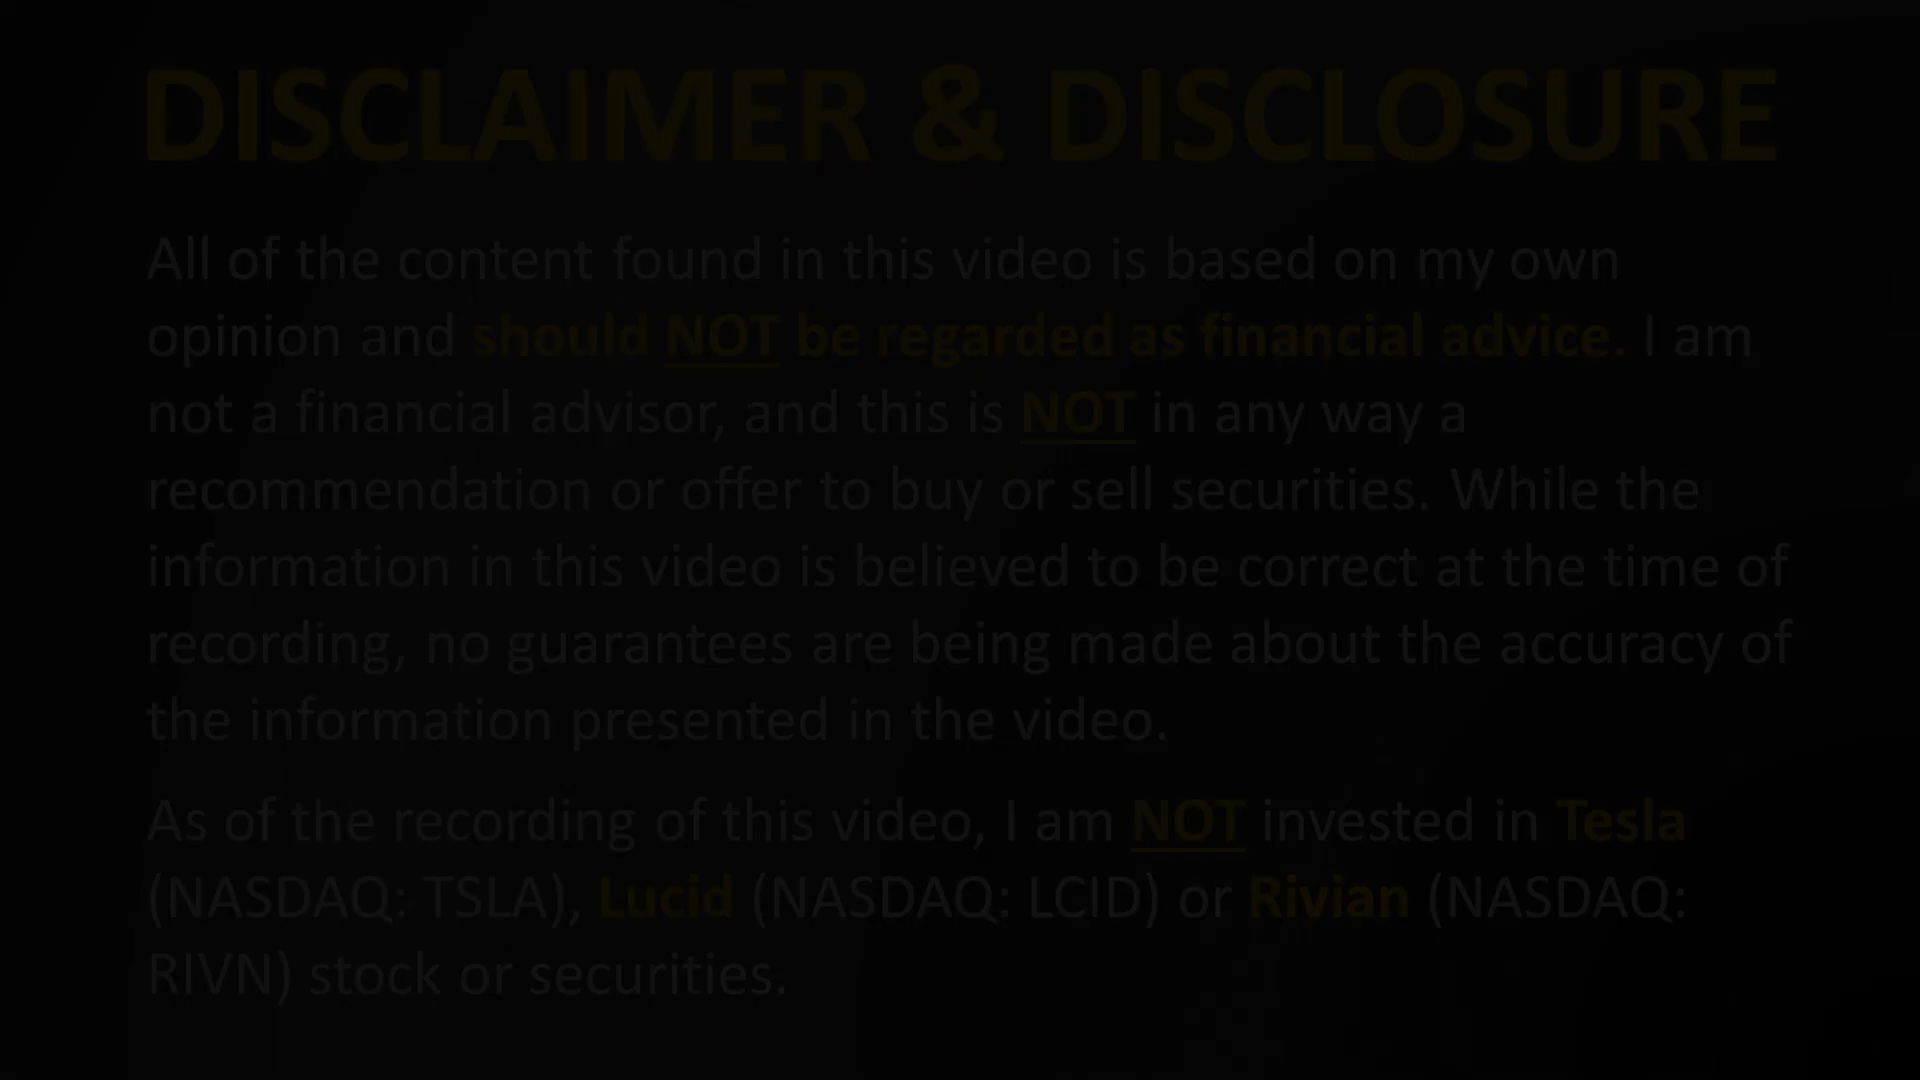 DISCLAIMER & DISCLOSURE
All of the content found in this video is based on my own
opinion and should NOT be regarded as financial advice. I am
not a financial advisor, and this is NOT in any way a
recommendation or offer to buy or sell securities. While the
information in this video is believed to be correct at the time of
recording, no guarantees are being made about the accuracy of
the information presented in the video.
As of the recording of this video, I am NOT invested in Tesla
(NASDAQ: TSLA), Lucid (NASDAQ: LCID) or Rivian (NASDAQ:
RIVN) stock or securities.